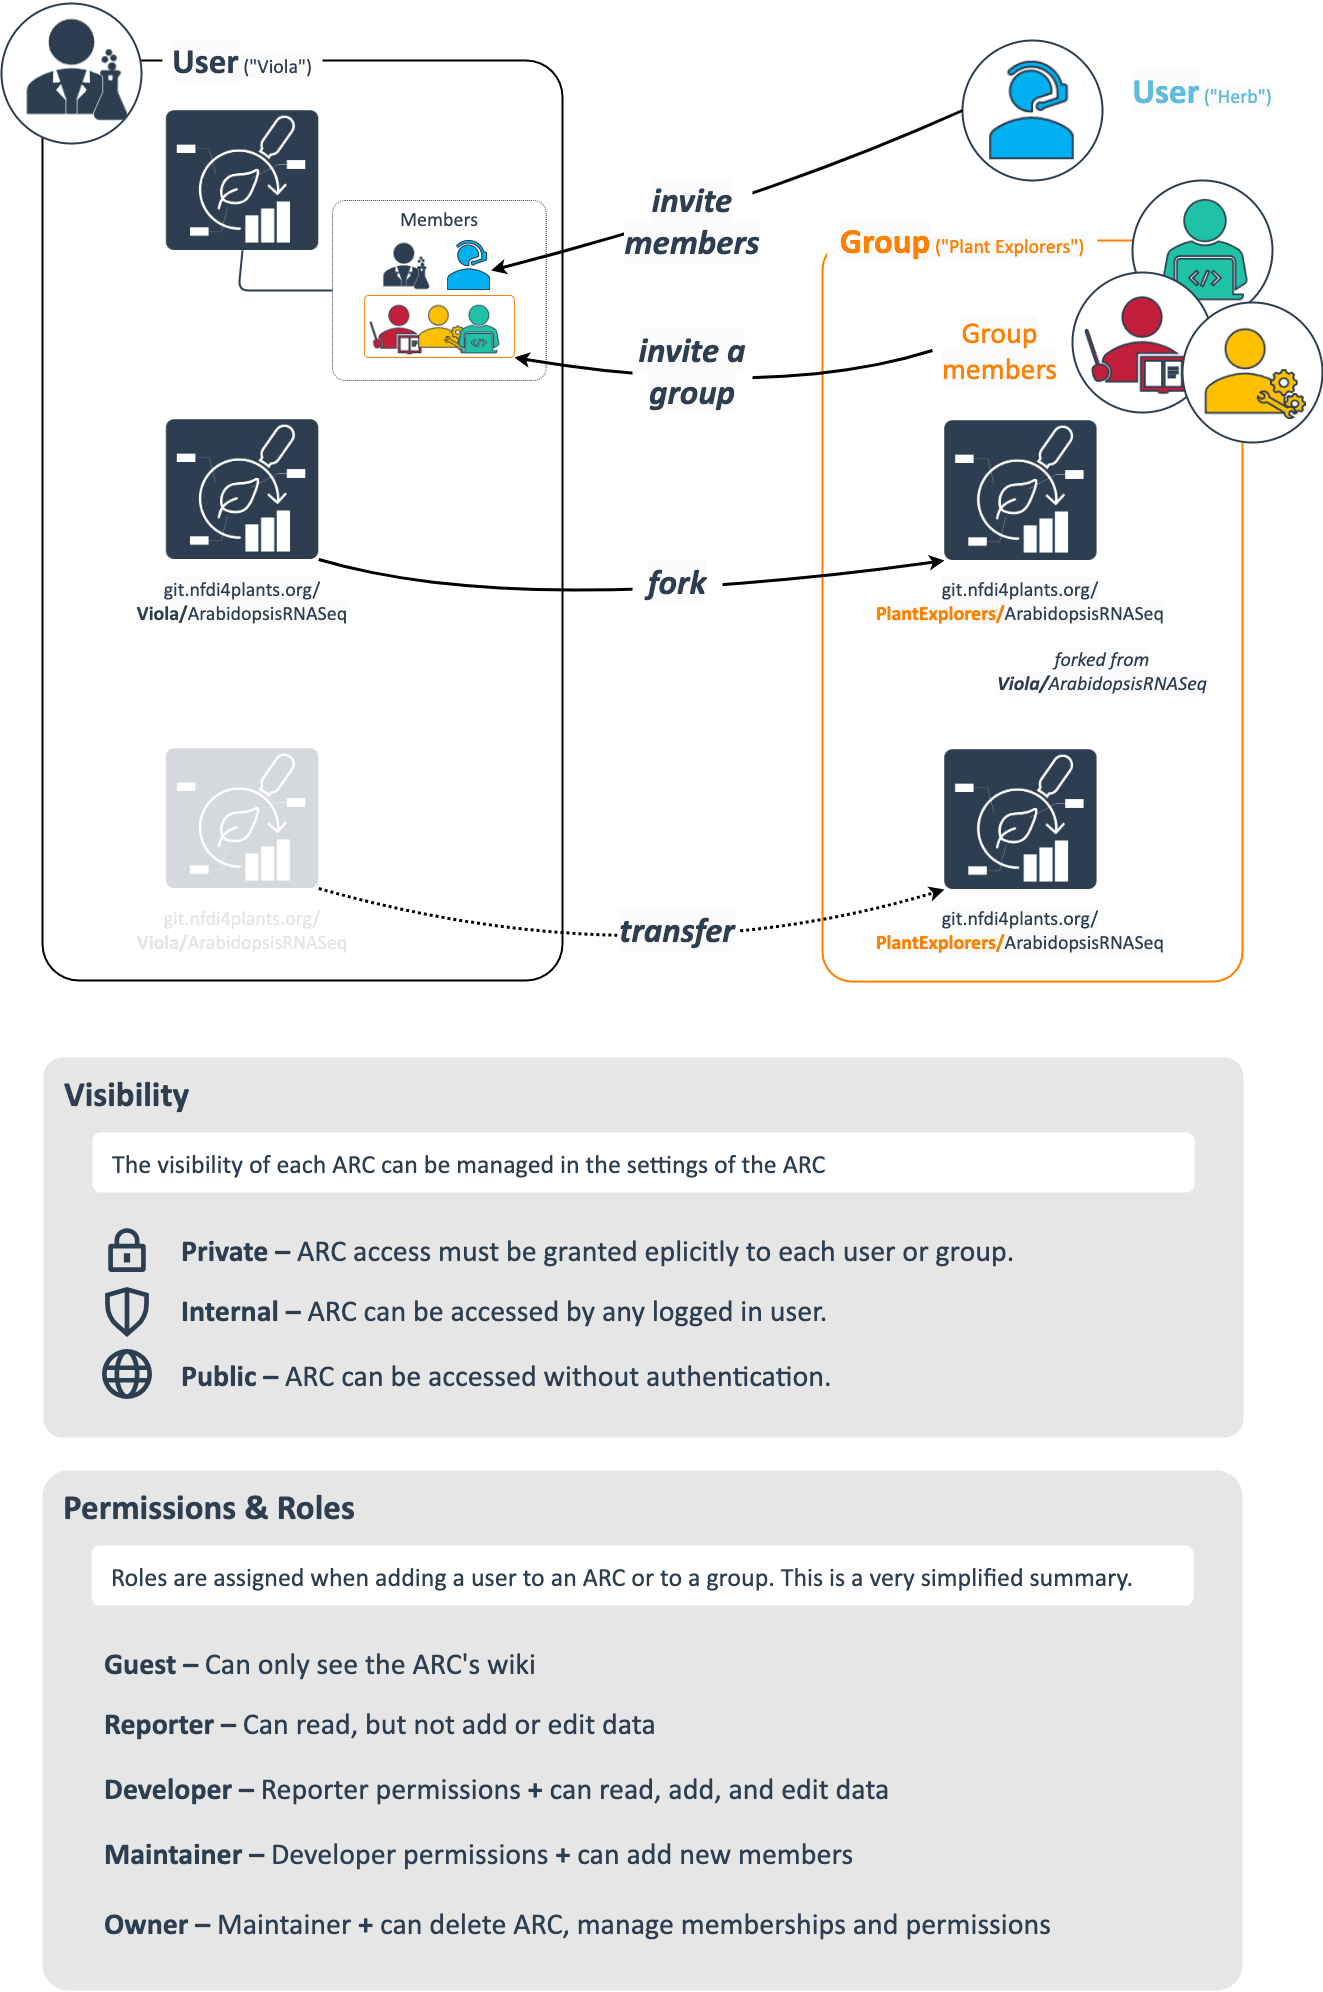 User ("Viola")
User ("Herb")
Members
invite
members
Group ("Plant Explorers")
Group
members
invite a
group
fork
git.nfdi4plants.org/
Viola/ArabidopsisRNASeq
git.nfdi4plants.org/
PlantExplorers/ArabidopsisRNASeq
forked from
Viola/ArabidopsisRNASeq
transfer
git.nfdi4plants.org/
Viola/ArabidopsisRNASeq
git.nfdi4plants.org/
PlantExplorers/ArabidopsisRNASeq
Visibility
The visibility of each ARC can be managed in the settings of the ARC
Private – ARC access must be granted eplicitly to each user or group.
Internal – ARC can be accessed by any logged in user.
Public – ARC can be accessed without authentication.
Permissions & Roles
Roles are assigned when adding a user to an ARC or to a group. This is a very simplified summary.
Guest – Can only see the ARC's wiki
Reporter – Can read, but not add or edit data
Developer – Reporter permissions + can read, add, and edit data
Maintainer – Developer permissions + can add new members
Owner – Maintainer + can delete ARC, manage memberships and permissions